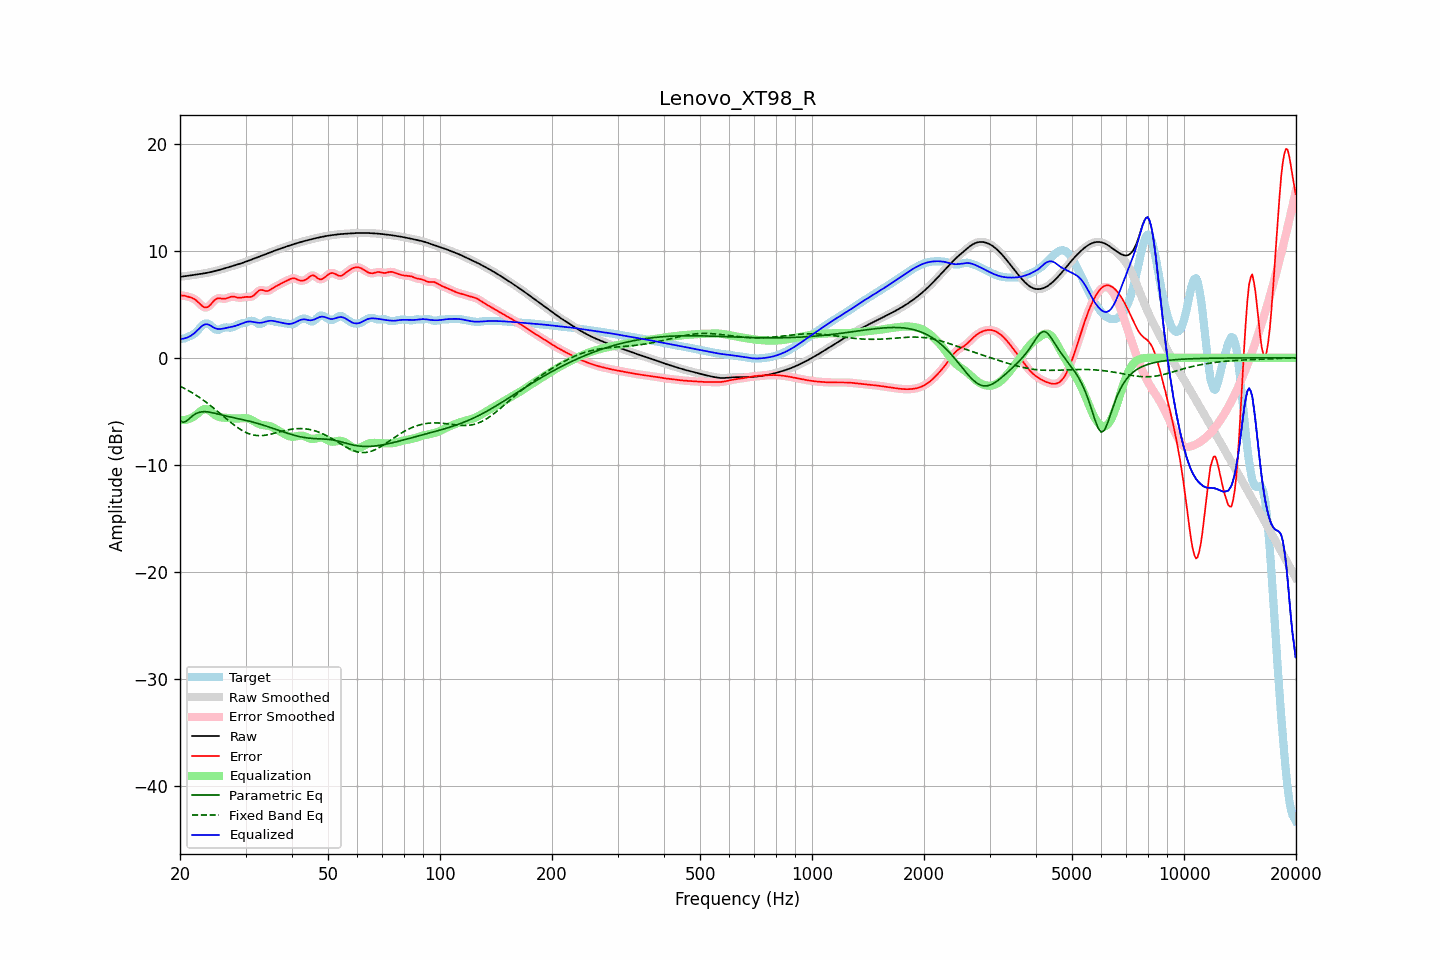 Lenovo_XT98_R
20
10
0
−10
−20
−30
−40
Amplitude (dBr)
Target
Raw Smoothed
Error Smoothed
Raw
Error
Equalization
Parametric Eq
Fixed Band Eq
Equalized
20 50 100 200 500 1000 2000 5000 10000 20000
Frequency (Hz)